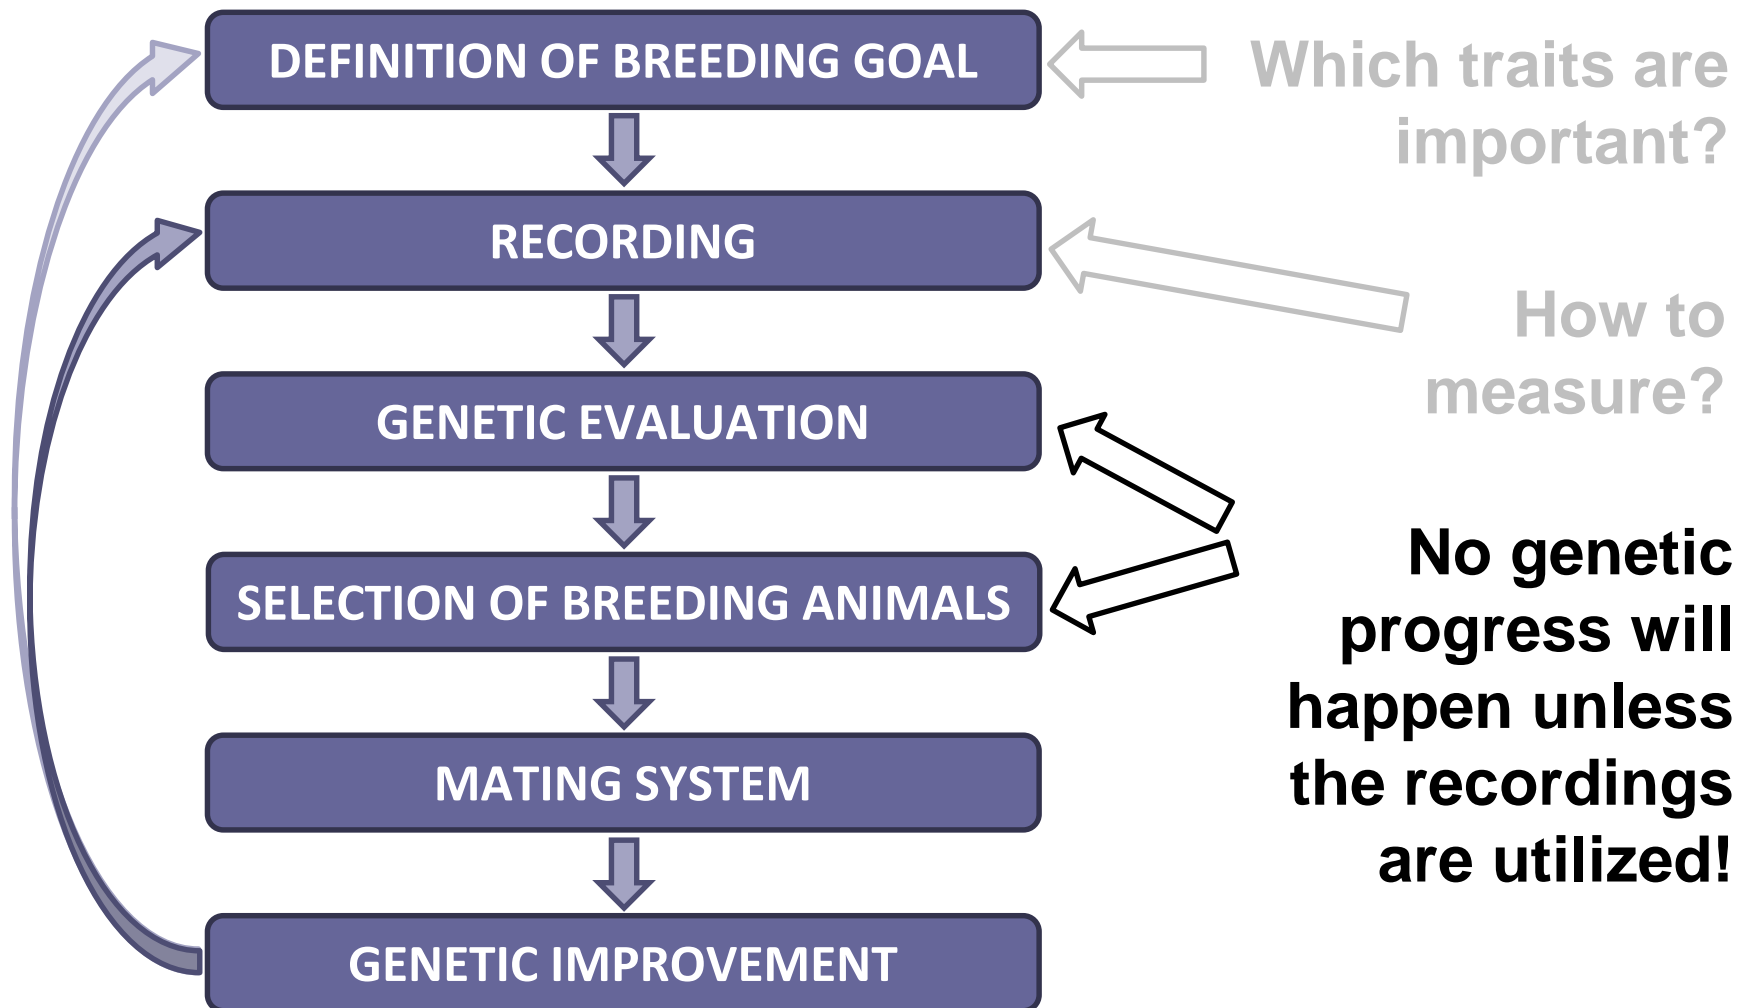 DEFINITION OF BREEDING GOAL
Which traits are
important?
RECORDING
How to
measure?
GENETIC EVALUATION
SELECTION OF BREEDING ANIMALS
No genetic
progress will
happen unless
the recordings
are utilized!
MATING SYSTEM
GENETIC IMPROVEMENT